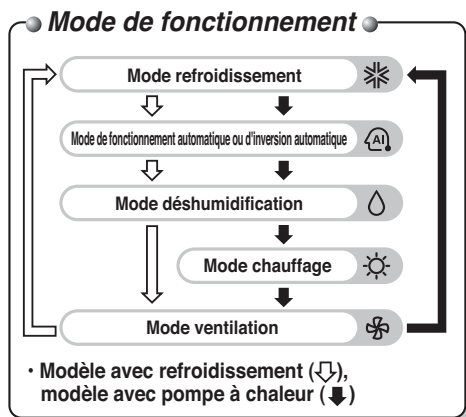 Mode de fonctionnement
Mode refroidissement
Mode de fonctionnement automatique ou d'inversion automatique
AI
Mode déshumidification
Mode chauffage
Mode ventilation
· Modèle avec refroidissement (⇩),
modèle avec pompe à chaleur (⬇)